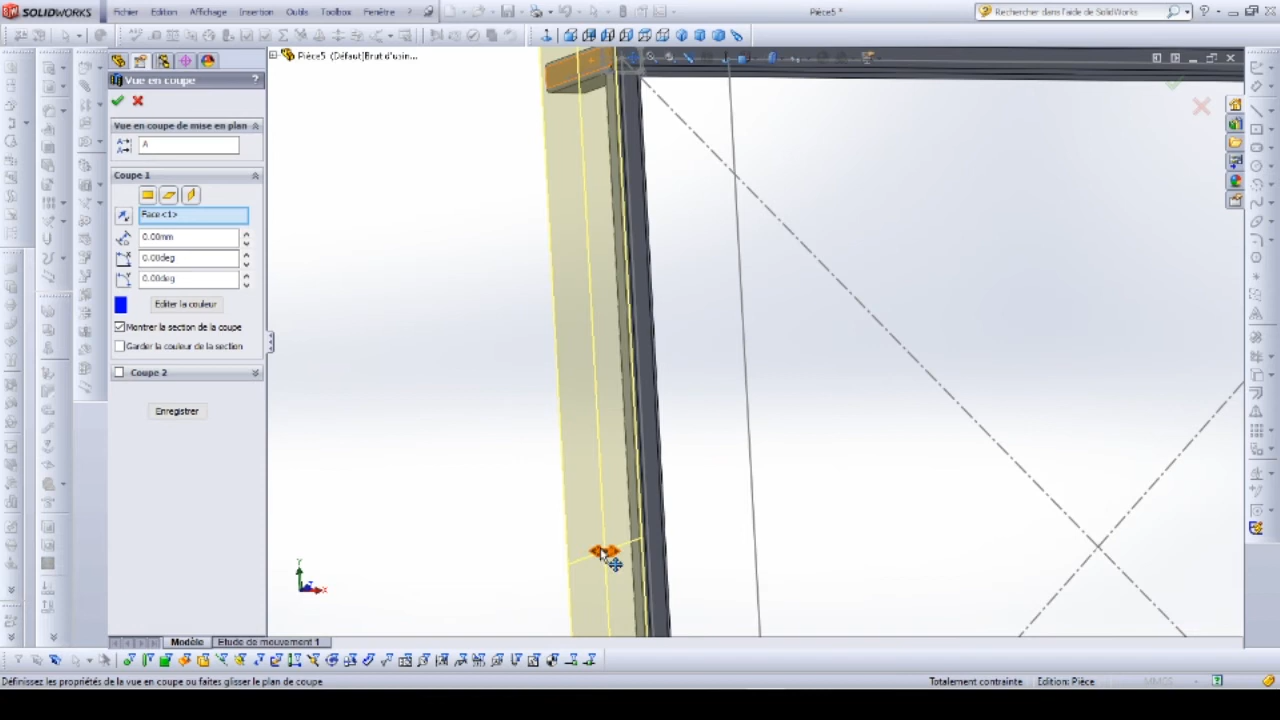 SOLIDWORKS Fichier Edition Affichage Insertion Outils Toolbox Fenêtre ? Pièce5 * Rechercher dans l'aide de SolidWorks
Pièce5 (Défaut[Brut d'usin...
Vue en coupe ?
Vue en coupe de mise en plan
A
Coupe 1
Face<1>
0.00mm
0.00deg
0.00deg
Editer la couleur
Montrer la section de la coupe
Garder la couleur de la section
Coupe 2
Enregistrer
Y
X
Modèle Etude de mouvement 1
Définissez les propriétés de la vue en coupe ou faites glisser le plan de coupe Totalement contrainte Edition: Pièce MMGS